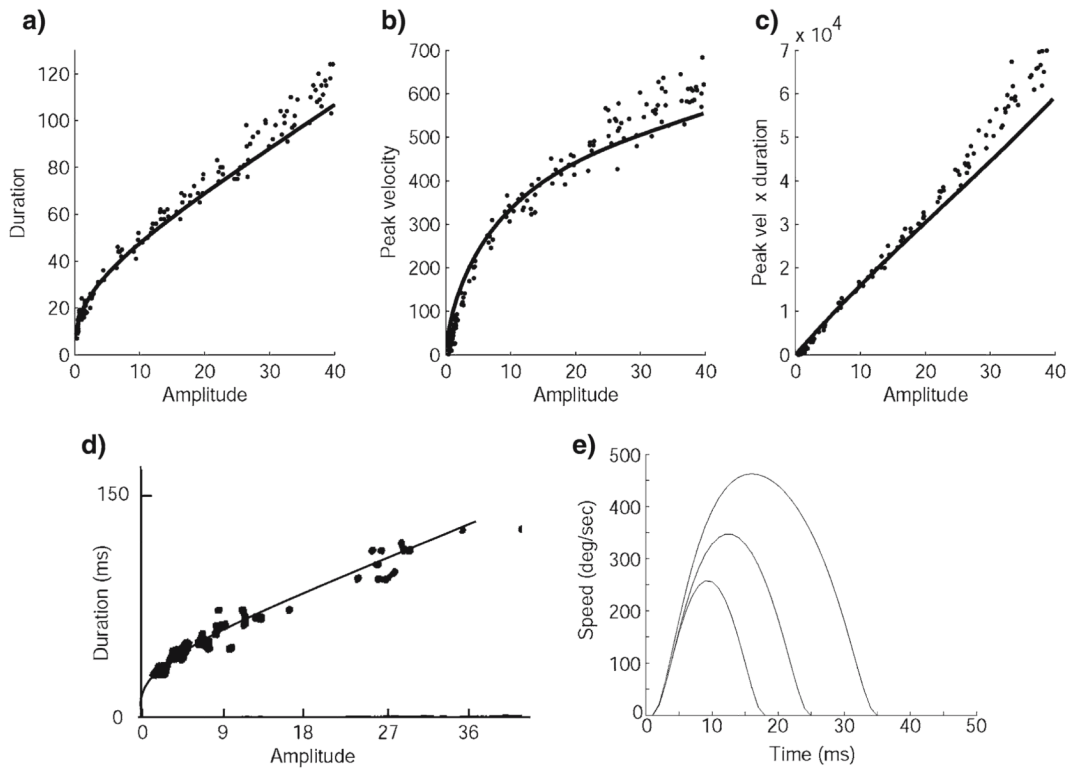 a)
120
100
80
60
40
20
0
Duration
0 10 20 30 40
Amplitude
b)
700
600
500
400
300
200
100
0
Peak velocity
0 10 20 30 40
Amplitude
c)
x 10^4
7
6
5
4
3
2
1
0
Peak vel x duration
0 10 20 30 40
Amplitude
d)
150
0
Duration (ms)
0 9 18 27 36
Amplitude
e)
500
400
300
200
100
0
Speed (deg/sec)
0 10 20 30 40 50
Time (ms)